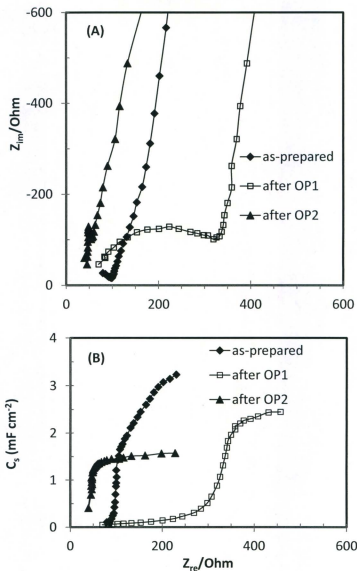 -600
-400
-200
0
Z_im/Ohm
(A)
as-prepared
after OP1
after OP2
0 200 400 600
4
3
2
1
0
C_s (mF cm⁻²)
(B)
as-prepared
after OP1
after OP2
0 200 400 600
Z_re/Ohm